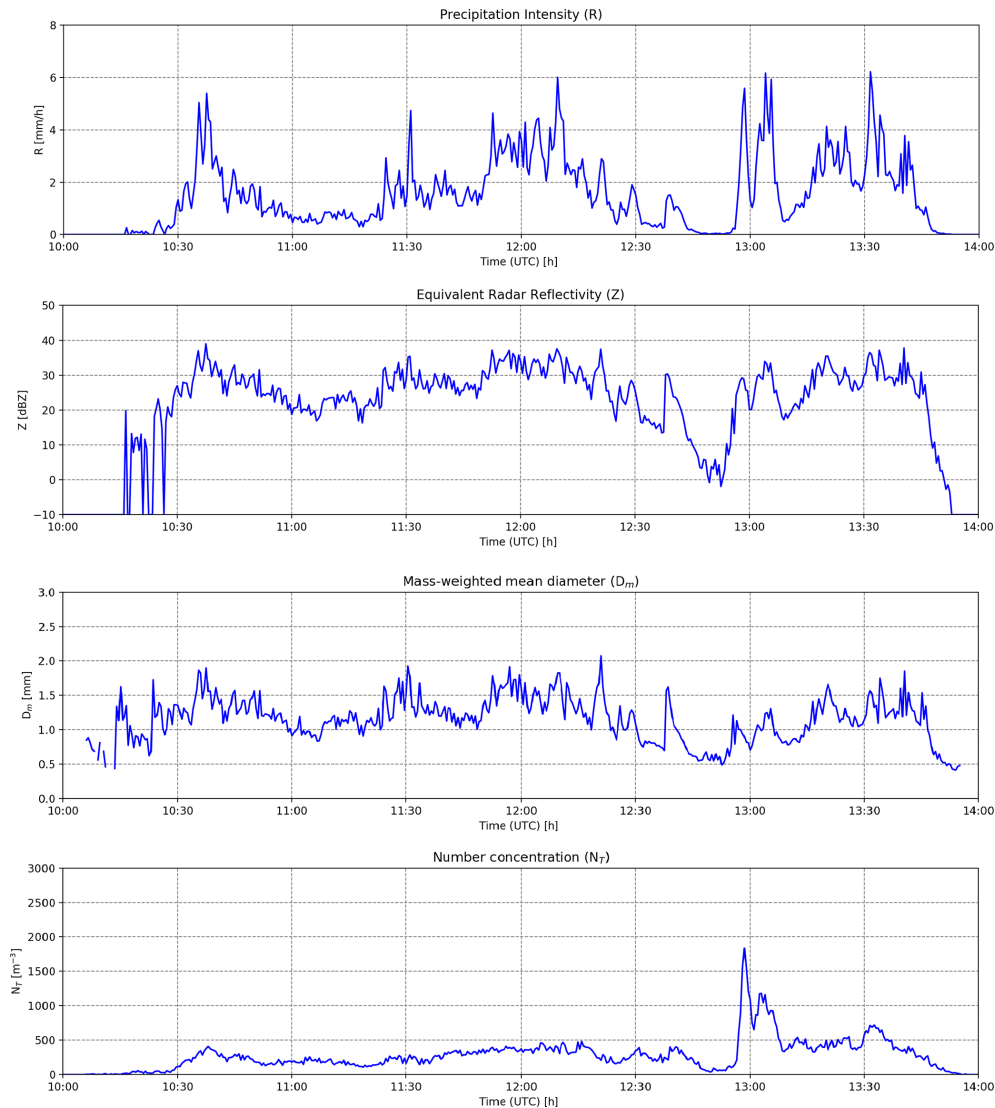 Precipitation Intensity (R)
8
6
4
2
0
R [mm/h]
10:00 10:30 11:00 11:30 12:00 12:30 13:00 13:30 14:00
Time (UTC) [h]
Equivalent Radar Reflectivity (Z)
50
40
30
20
10
0
−10
Z [dBZ]
10:00 10:30 11:00 11:30 12:00 12:30 13:00 13:30 14:00
Time (UTC) [h]
Mass-weighted mean diameter (Dₘ)
3.0
2.5
2.0
1.5
1.0
0.5
0.0
Dₘ [mm]
10:00 10:30 11:00 11:30 12:00 12:30 13:00 13:30 14:00
Time (UTC) [h]
Number concentration (N_T)
3000
2500
2000
1500
1000
500
0
N_T [m⁻³]
10:00 10:30 11:00 11:30 12:00 12:30 13:00 13:30 14:00
Time (UTC) [h]